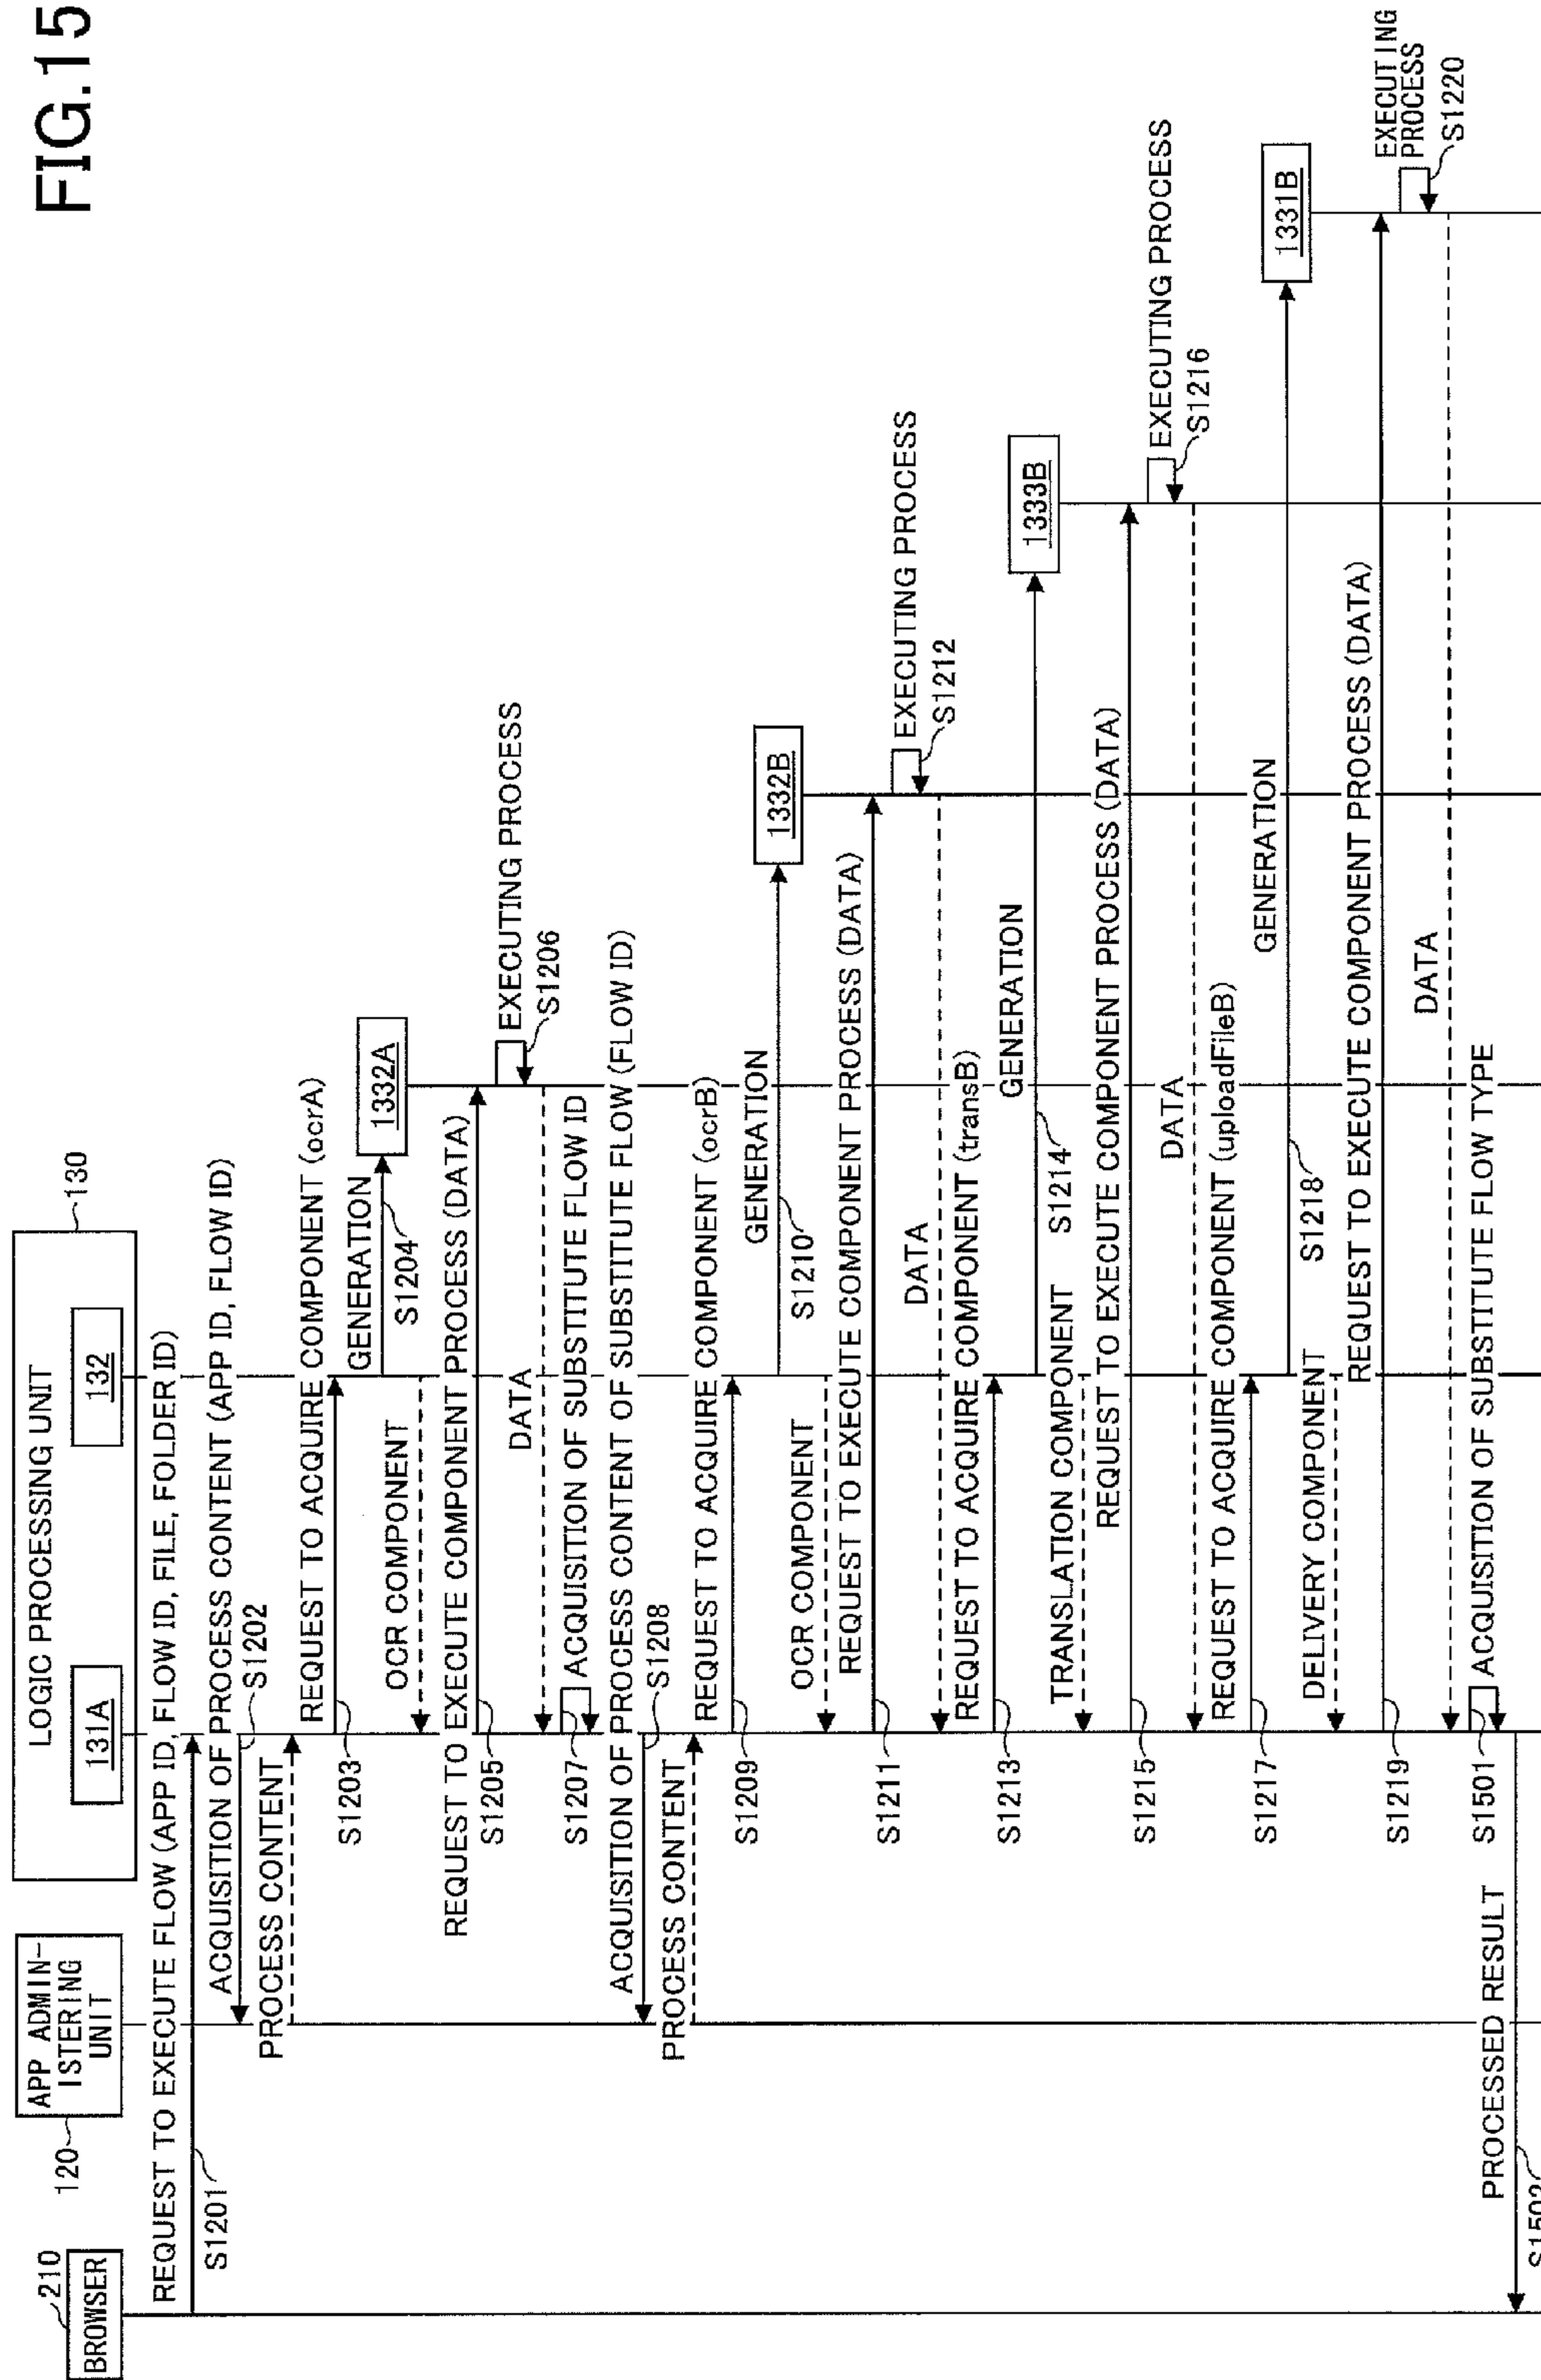 FIG.15
BROWSER
210
APP ADMIN-
ISTERING
UNIT
120
LOGIC PROCESSING UNIT
130
131A
132
REQUEST TO EXECUTE FLOW (APP ID, FLOW ID, FILE, FOLDER ID)
S1201
ACQUISITION OF PROCESS CONTENT (APP ID, FLOW ID)
S1202
PROCESS CONTENT
REQUEST TO ACQUIRE COMPONENT (ocrA)
S1203
GENERATION
S1204
1332A
OCR COMPONENT
REQUEST TO EXECUTE COMPONENT PROCESS (DATA)
S1205
EXECUTING PROCESS
S1206
DATA
ACQUISITION OF SUBSTITUTE FLOW ID
S1207
ACQUISITION OF PROCESS CONTENT OF SUBSTITUTE FLOW (FLOW ID)
S1208
PROCESS CONTENT
REQUEST TO ACQUIRE COMPONENT (ocrB)
S1209
GENERATION
S1210
1332B
OCR COMPONENT
REQUEST TO EXECUTE COMPONENT PROCESS (DATA)
S1211
EXECUTING PROCESS
S1212
DATA
REQUEST TO ACQUIRE COMPONENT (transB)
S1213
GENERATION
S1214
1333B
TRANSLATION COMPONENT
REQUEST TO EXECUTE COMPONENT PROCESS (DATA)
S1215
EXECUTING PROCESS
S1216
DATA
REQUEST TO ACQUIRE COMPONENT (uploadFileB)
S1217
GENERATION
S1218
1331B
DELIVERY COMPONENT
REQUEST TO EXECUTE COMPONENT PROCESS (DATA)
S1219
EXECUTING
PROCESS
S1220
DATA
ACQUISITION OF SUBSTITUTE FLOW TYPE
S1501
PROCESSED RESULT
S1502